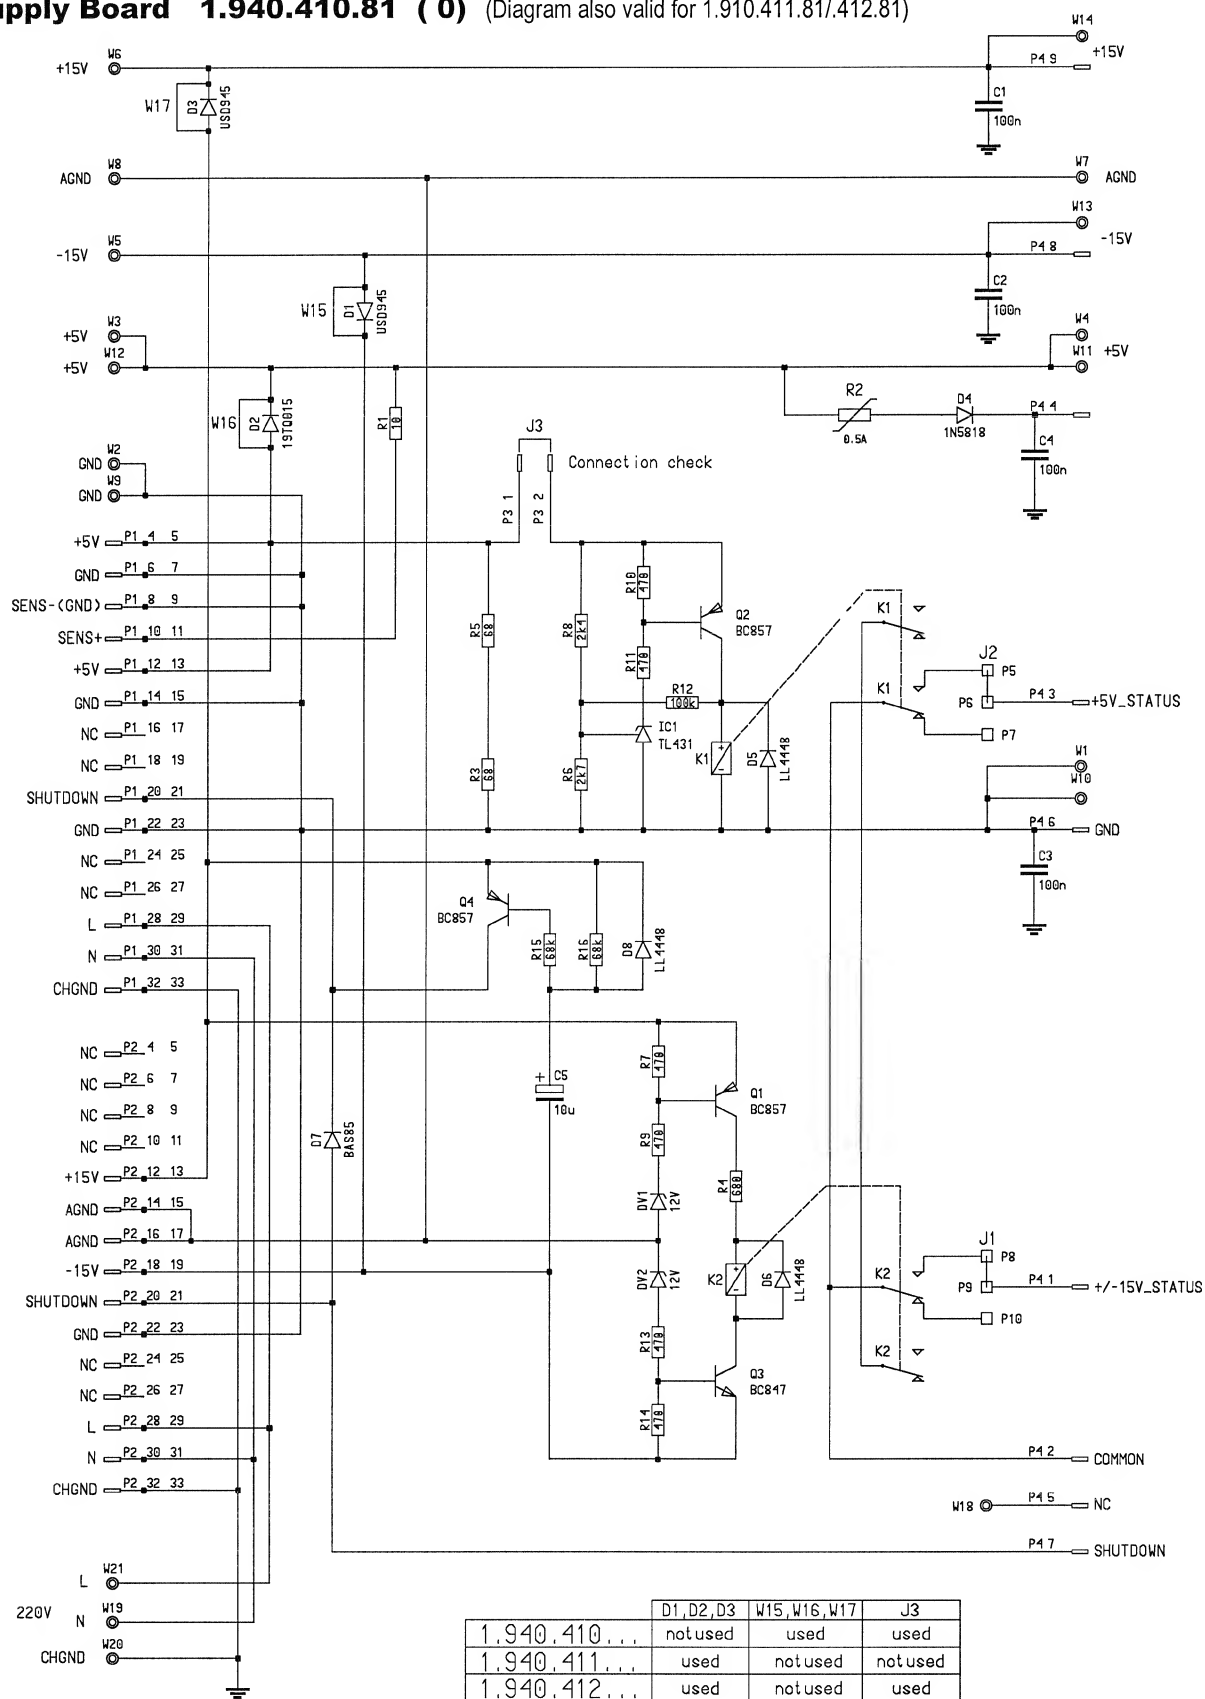 upply Board 1.940.410.81 ( 0) (Diagram also valid for 1.910.411.81/.412.81)
W14
W6
+15V
P4 9
+15V
W17
D3
USD945
C1
100n
W8
AGND
W7
AGND
W13
W5
-15V
P4 8
-15V
W15
D1
USD945
C2
100n
W3
+5V
W4
W12
+5V
W11
+5V
W16
D2
19TQ015
R1
10
R2
0.5A
D4
1N5818
P4 4
C4
100n
J3
Connection check
W2
GND
W9
GND
P3 1
P3 2
+5V P1 4 5
GND P1 6 7
SENS-(GND) P1 8 9
SENS+ P1 10 11
+5V P1 12 13
GND P1 14 15
NC P1 16 17
NC P1 18 19
SHUTDOWN P1 20 21
GND P1 22 23
NC P1 24 25
NC P1 26 27
L P1 28 29
N P1 30 31
CHGND P1 32 33
R5
68
R8
2k4
R10
470
Q2
BC857
R11
470
R12
100k
IC1
TL431
R3
68
R6
2k7
K1
D5
LL4448
K1
K1
J2
P5
P6
P7
P4 3
+5V_STATUS
W1
W10
P4 6
GND
C3
100n
Q4
BC857
R15
68k
R16
68k
D8
LL4448
NC P2 4 5
NC P2 6 7
NC P2 8 9
NC P2 10 11
+15V P2 12 13
AGND P2 14 15
AGND P2 16 17
-15V P2 18 19
SHUTDOWN P2 20 21
GND P2 22 23
NC P2 24 25
NC P2 26 27
L P2 28 29
N P2 30 31
CHGND P2 32 33
D7
BAS85
+ C5
10u
R7
470
Q1
BC857
R9
470
R4
680
DV1
12V
DV2
12V
K2
D6
LL4448
R13
470
Q3
BC847
R14
470
J1
P8
K2
P9
P10
K2
P4 1
+/-15V_STATUS
P4 2
COMMON
W18
P4 5
NC
P4 7
SHUTDOWN
W21
L
220V
W19
N
W20
CHGND
D1,D2,D3 W15,W16,W17 J3
1.940.410... not used used used
1.940.411... used not used not used
1.940.412... used not used used